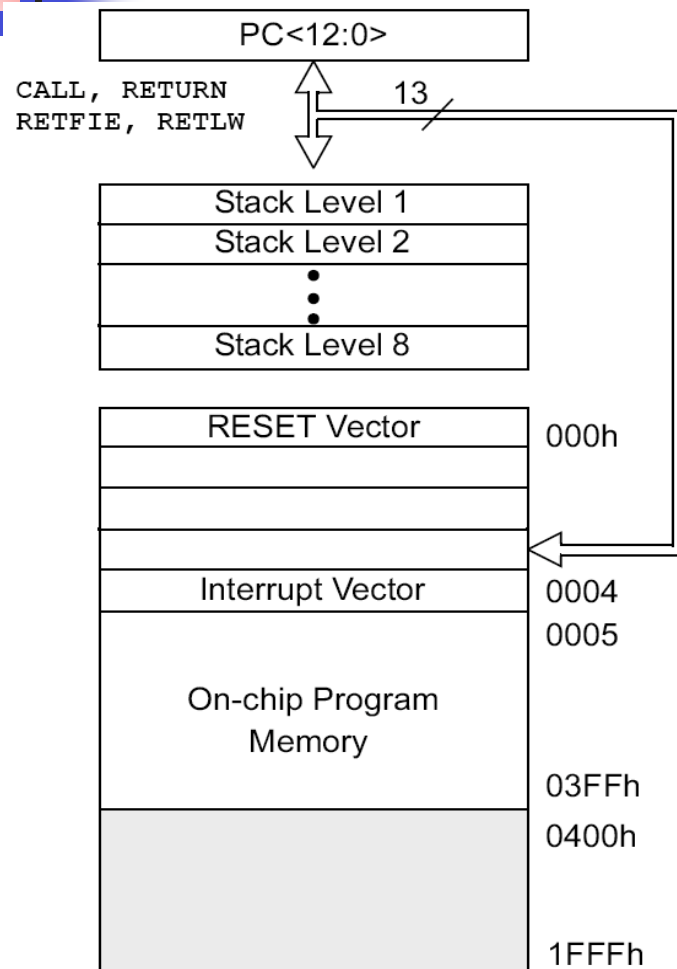 PC<12:0>
CALL, RETURN
RETFIE, RETLW
13
Stack Level 1
Stack Level 2
Stack Level 8
RESET Vector
000h
Interrupt Vector
0004
0005
On-chip Program
Memory
03FFh
0400h
1FFFh